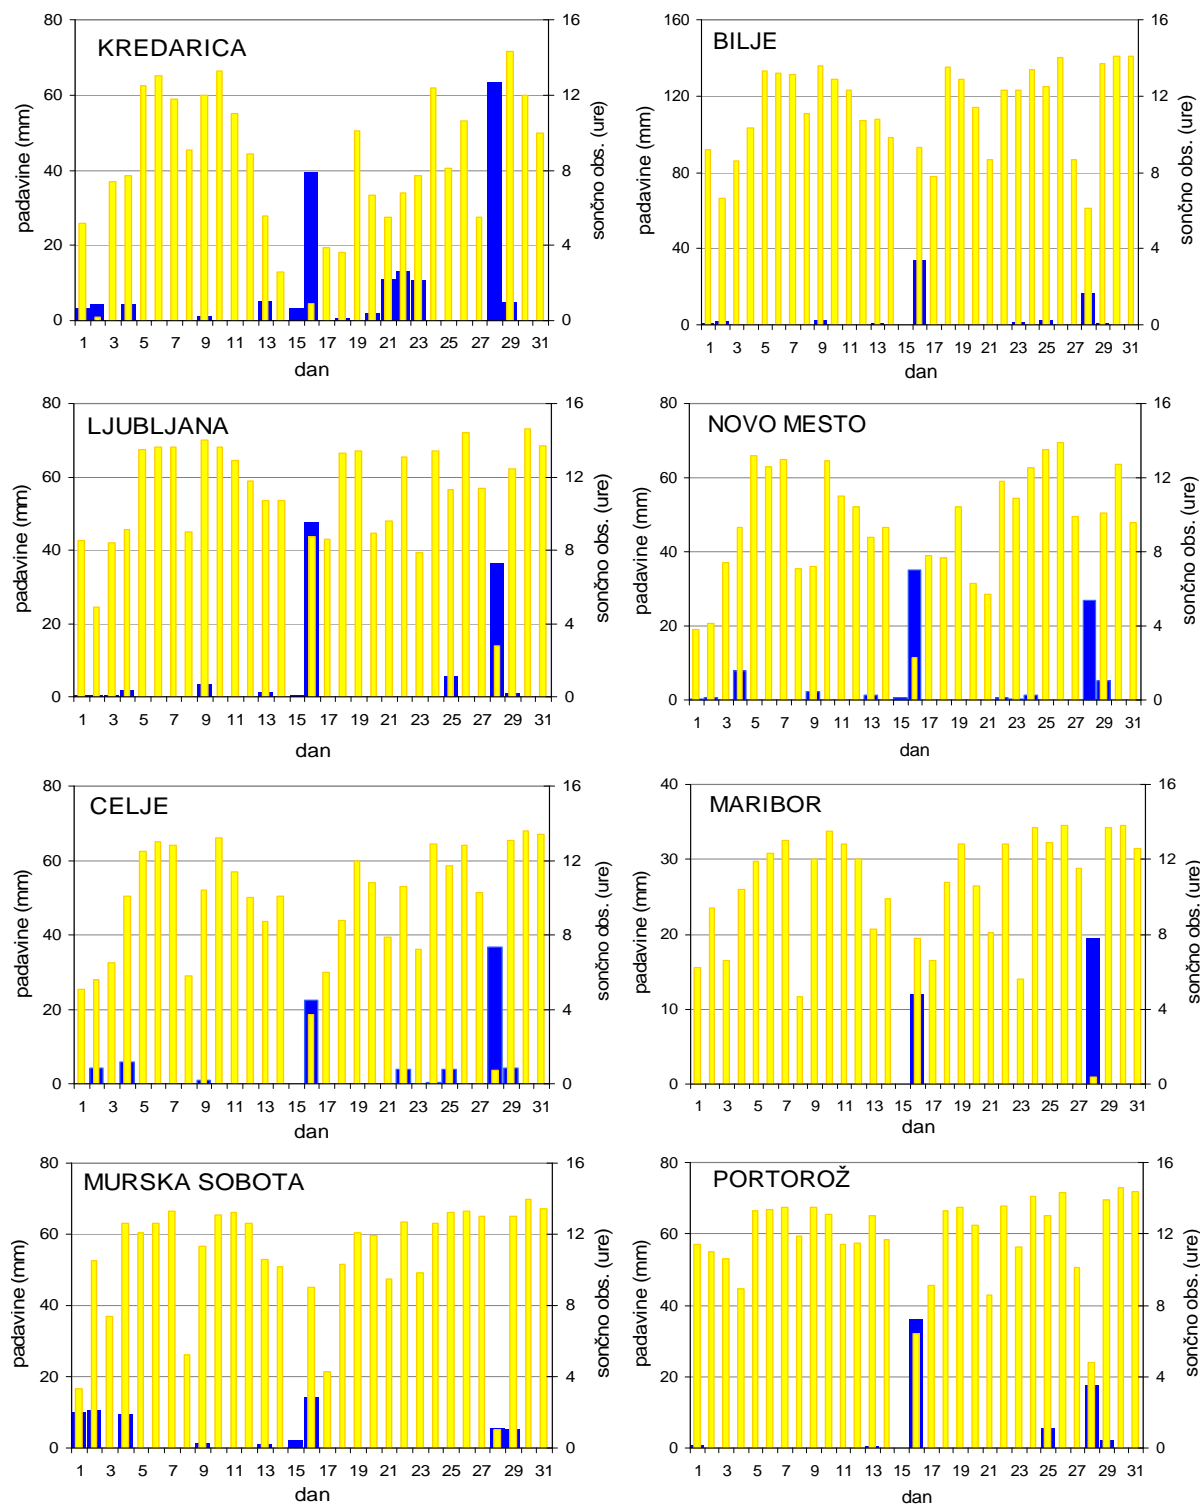 KREDARICA
padavine (mm)
80
60
40
20
0
16
12
8
4
0
sončno obs. (ure)
1 3 5 7 9 11 13 15 17 19 21 23 25 27 29 31
dan
BILJE
padavine (mm)
160
120
80
40
0
16
12
8
4
0
sončno obs. (ure)
1 3 5 7 9 11 13 15 17 19 21 23 25 27 29 31
dan
LJUBLJANA
padavine (mm)
80
60
40
20
0
16
12
8
4
0
sončno obs. (ure)
1 3 5 7 9 11 13 15 17 19 21 23 25 27 29 31
dan
NOVO MESTO
padavine (mm)
80
60
40
20
0
16
12
8
4
0
sončno obs. (ure)
1 3 5 7 9 11 13 15 17 19 21 23 25 27 29 31
dan
CELJE
padavine (mm)
80
60
40
20
0
16
12
8
4
0
sončno obs. (ure)
1 3 5 7 9 11 13 15 17 19 21 23 25 27 29 31
dan
MARIBOR
padavine (mm)
40
30
20
10
0
16
12
8
4
0
sončno obs. (ure)
1 3 5 7 9 11 13 15 17 19 21 23 25 27 29 31
dan
MURSKA SOBOTA
padavine (mm)
80
60
40
20
0
16
12
8
4
0
sončno obs. (ure)
1 3 5 7 9 11 13 15 17 19 21 23 25 27 29 31
dan
PORTOROŽ
padavine (mm)
80
60
40
20
0
16
12
8
4
0
sončno obs. (ure)
1 3 5 7 9 11 13 15 17 19 21 23 25 27 29 31
dan